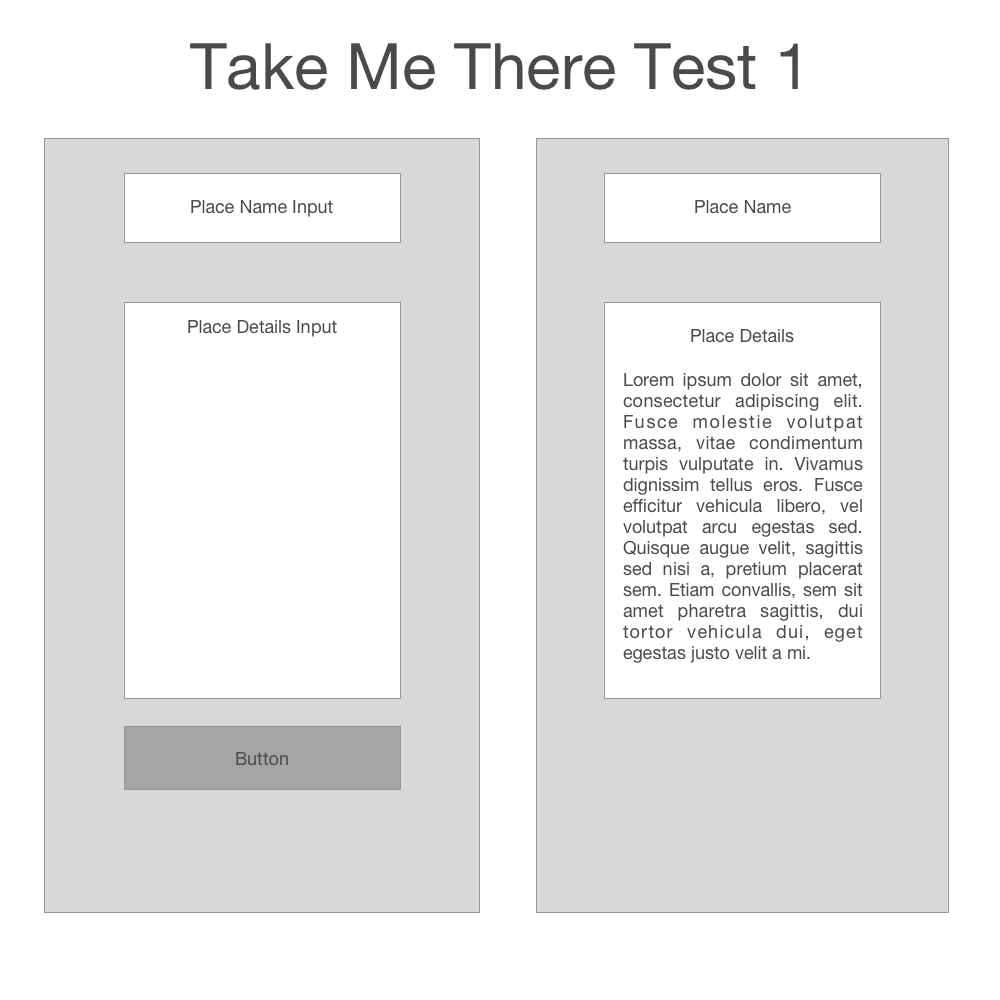 Take Me There Test 1
Place Name Input
Place Details Input
Button
Place Name
Place Details
Lorem ipsum dolor sit amet,
consectetur adipiscing elit.
Fusce molestie volutpat
massa, vitae condimentum
turpis vulputate in. Vivamus
dignissim tellus eros. Fusce
efficitur vehicula libero, vel
volutpat arcu egestas sed.
Quisque augue velit, sagittis
sed nisi a, pretium placerat
sem. Etiam convallis, sem sit
amet pharetra sagittis, dui
tortor vehicula dui, eget
egestas justo velit a mi.